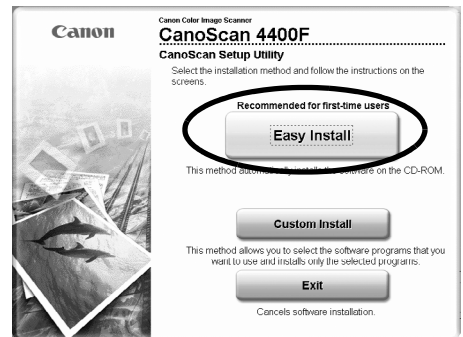 Canon
Canon Color Image Scanner
CanoScan 4400F
CanoScan Setup Utility
Select the installation method and follow the instructions on the
screens.
Recommended for first-time users
Easy Install
This method automatically installs the software on the CD-ROM.
Custom Install
This method allows you to select the software programs that you
want to use and installs only the selected programs.
Exit
Cancels software installation.